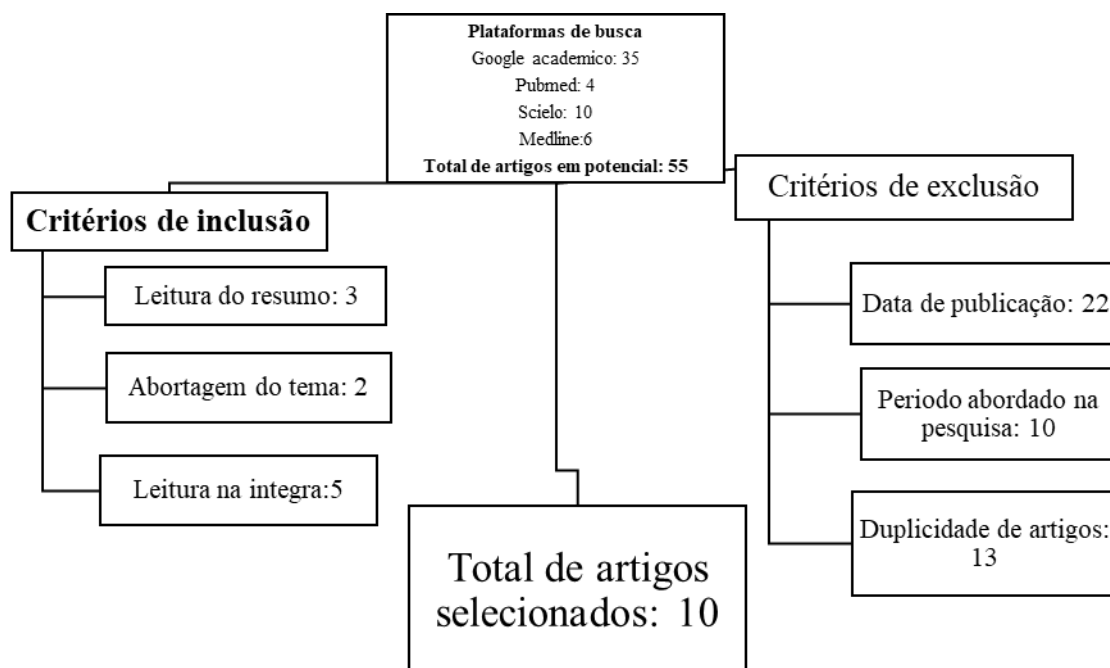 Plataformas de busca
Google academico: 35
Pubmed: 4
Scielo: 10
Medline:6
Total de artigos em potencial: 55
Critérios de inclusão
Leitura do resumo: 3
Abortagem do tema: 2
Leitura na integra:5
Critérios de exclusão
Data de publicação: 22
Periodo abordado na
pesquisa: 10
Duplicidade de artigos:
13
Total de artigos
selecionados: 10